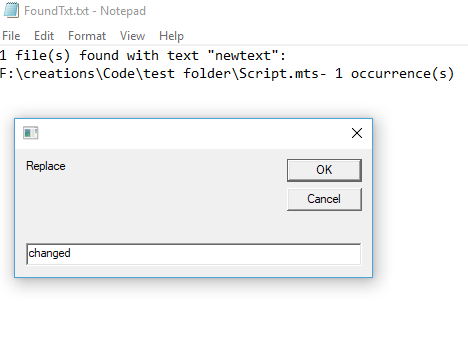 FoundTxt.txt - Notepad
File Edit Format View Help
1 file(s) found with text "newtext":
F:\creations\Code\test folder\Script.mts- 1 occurrence(s)
Replace
OK
Cancel
changed